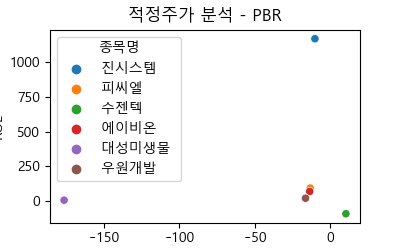 적정주가 분석 - PBR
종목명
진시스템
피씨엘
수젠텍
에이비온
대성미생물
우원개발
1000
750
500
250
0
−150
−100
−50
0